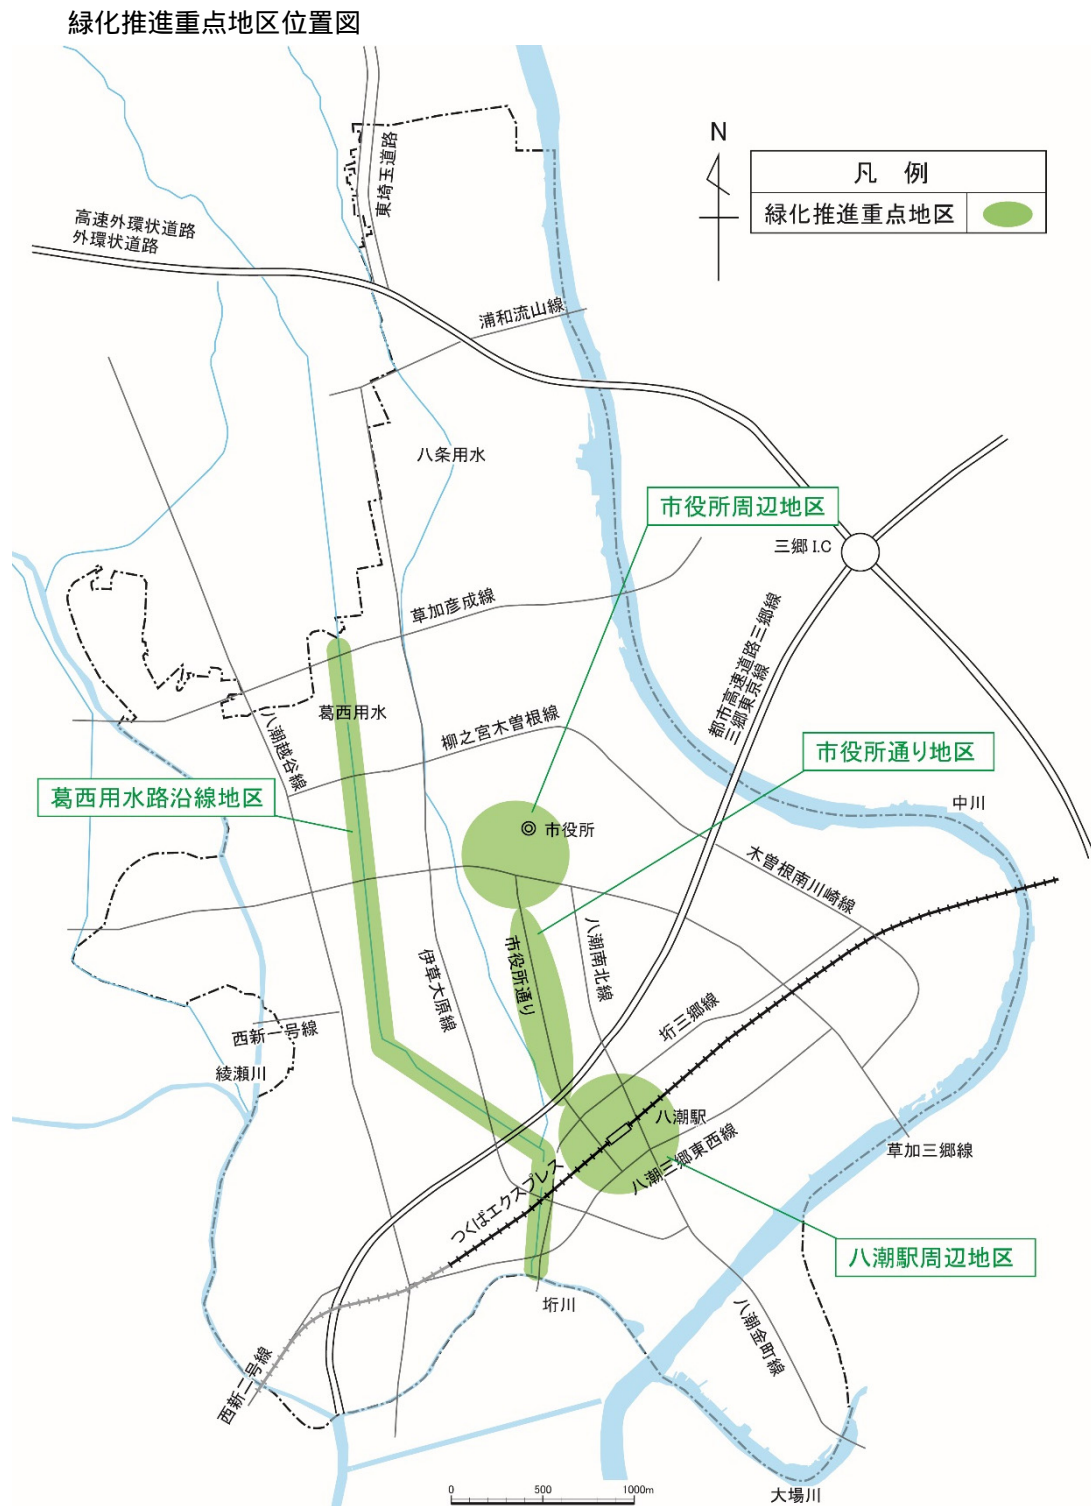 緑化推進重点地区位置図
N
凡 例
緑化推進重点地区
東埼玉道路
高速外環状道路
外環状道路
浦和流山線
八条用水
市役所周辺地区
三郷 I.C
草加彦成線
都市高速道路三郷線
三郷東京線
葛西用水
八潮越谷線
柳之宮木曽根線
市役所通り地区
葛西用水路沿線地区
中川
市役所
木曽根南川崎線
市役所通り
八潮南北線
伊草大原線
垳三郷線
西新一号線
綾瀬川
八潮駅
八潮三郷東西線
草加三郷線
つくばエクスプレス
八潮駅周辺地区
垳川
八潮金町線
西新二号線
0 500 1000m
大場川